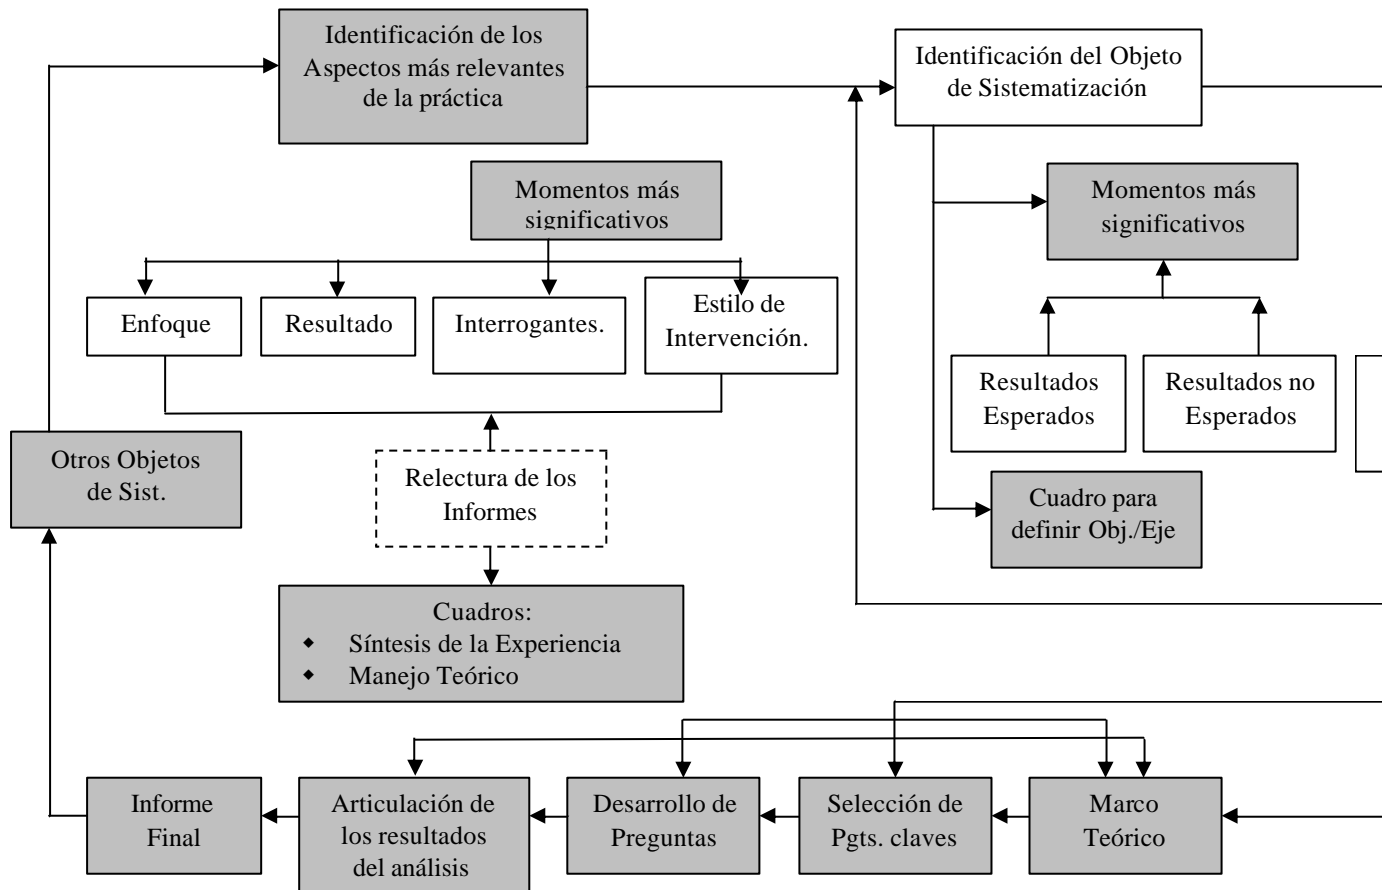 Identificación de los
Aspectos más relevantes
de la práctica
Identificación del Objeto
de Sistematización
Momentos más
significativos
Momentos más
significativos
Enfoque
Resultado
Interrogantes.
Estilo de
Intervención.
Resultados
Esperados
Resultados no
Esperados
Otros Objetos
de Sist.
Relectura de los
Informes
Cuadro para
definir Obj./Eje
Cuadros:
◆ Síntesis de la Experiencia
◆ Manejo Teórico
Informe
Final
Articulación de
los resultados
del análisis
Desarrollo de
Preguntas
Selección de
Pgts. claves
Marco
Teórico